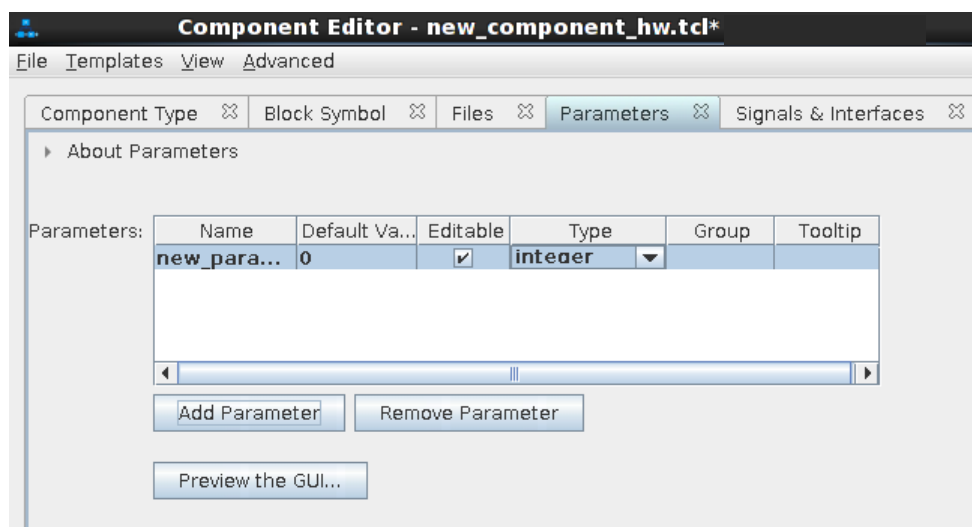 Component Editor - new_component_hw.tcl*
File Templates View Advanced
Component Type Block Symbol Files Parameters Signals & Interfaces
About Parameters
Parameters: Name Default Va... Editable Type Group Tooltip
new_para... 0 integer
Add Parameter Remove Parameter
Preview the GUI...